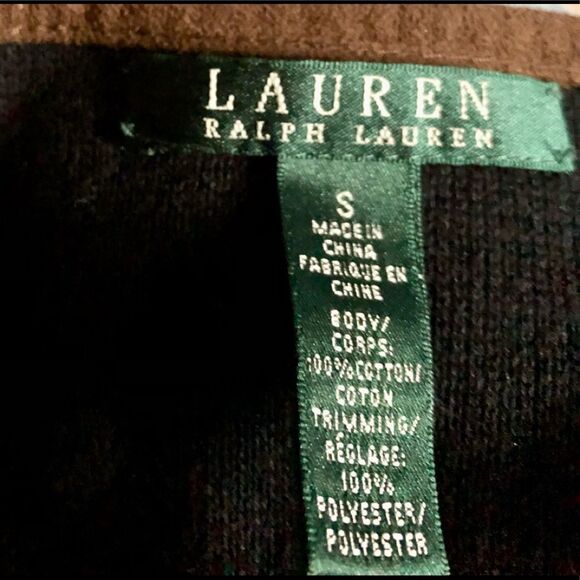 LAUREN
RALPH LAUREN
S
MADE IN
CHINA
FABRIQUE EN
CHINE
BODY/
CORPS:
100%COTTON/
COTON
TRIMMING/
RÉGLAGE:
100%
POLYESTER/
POLYESTER